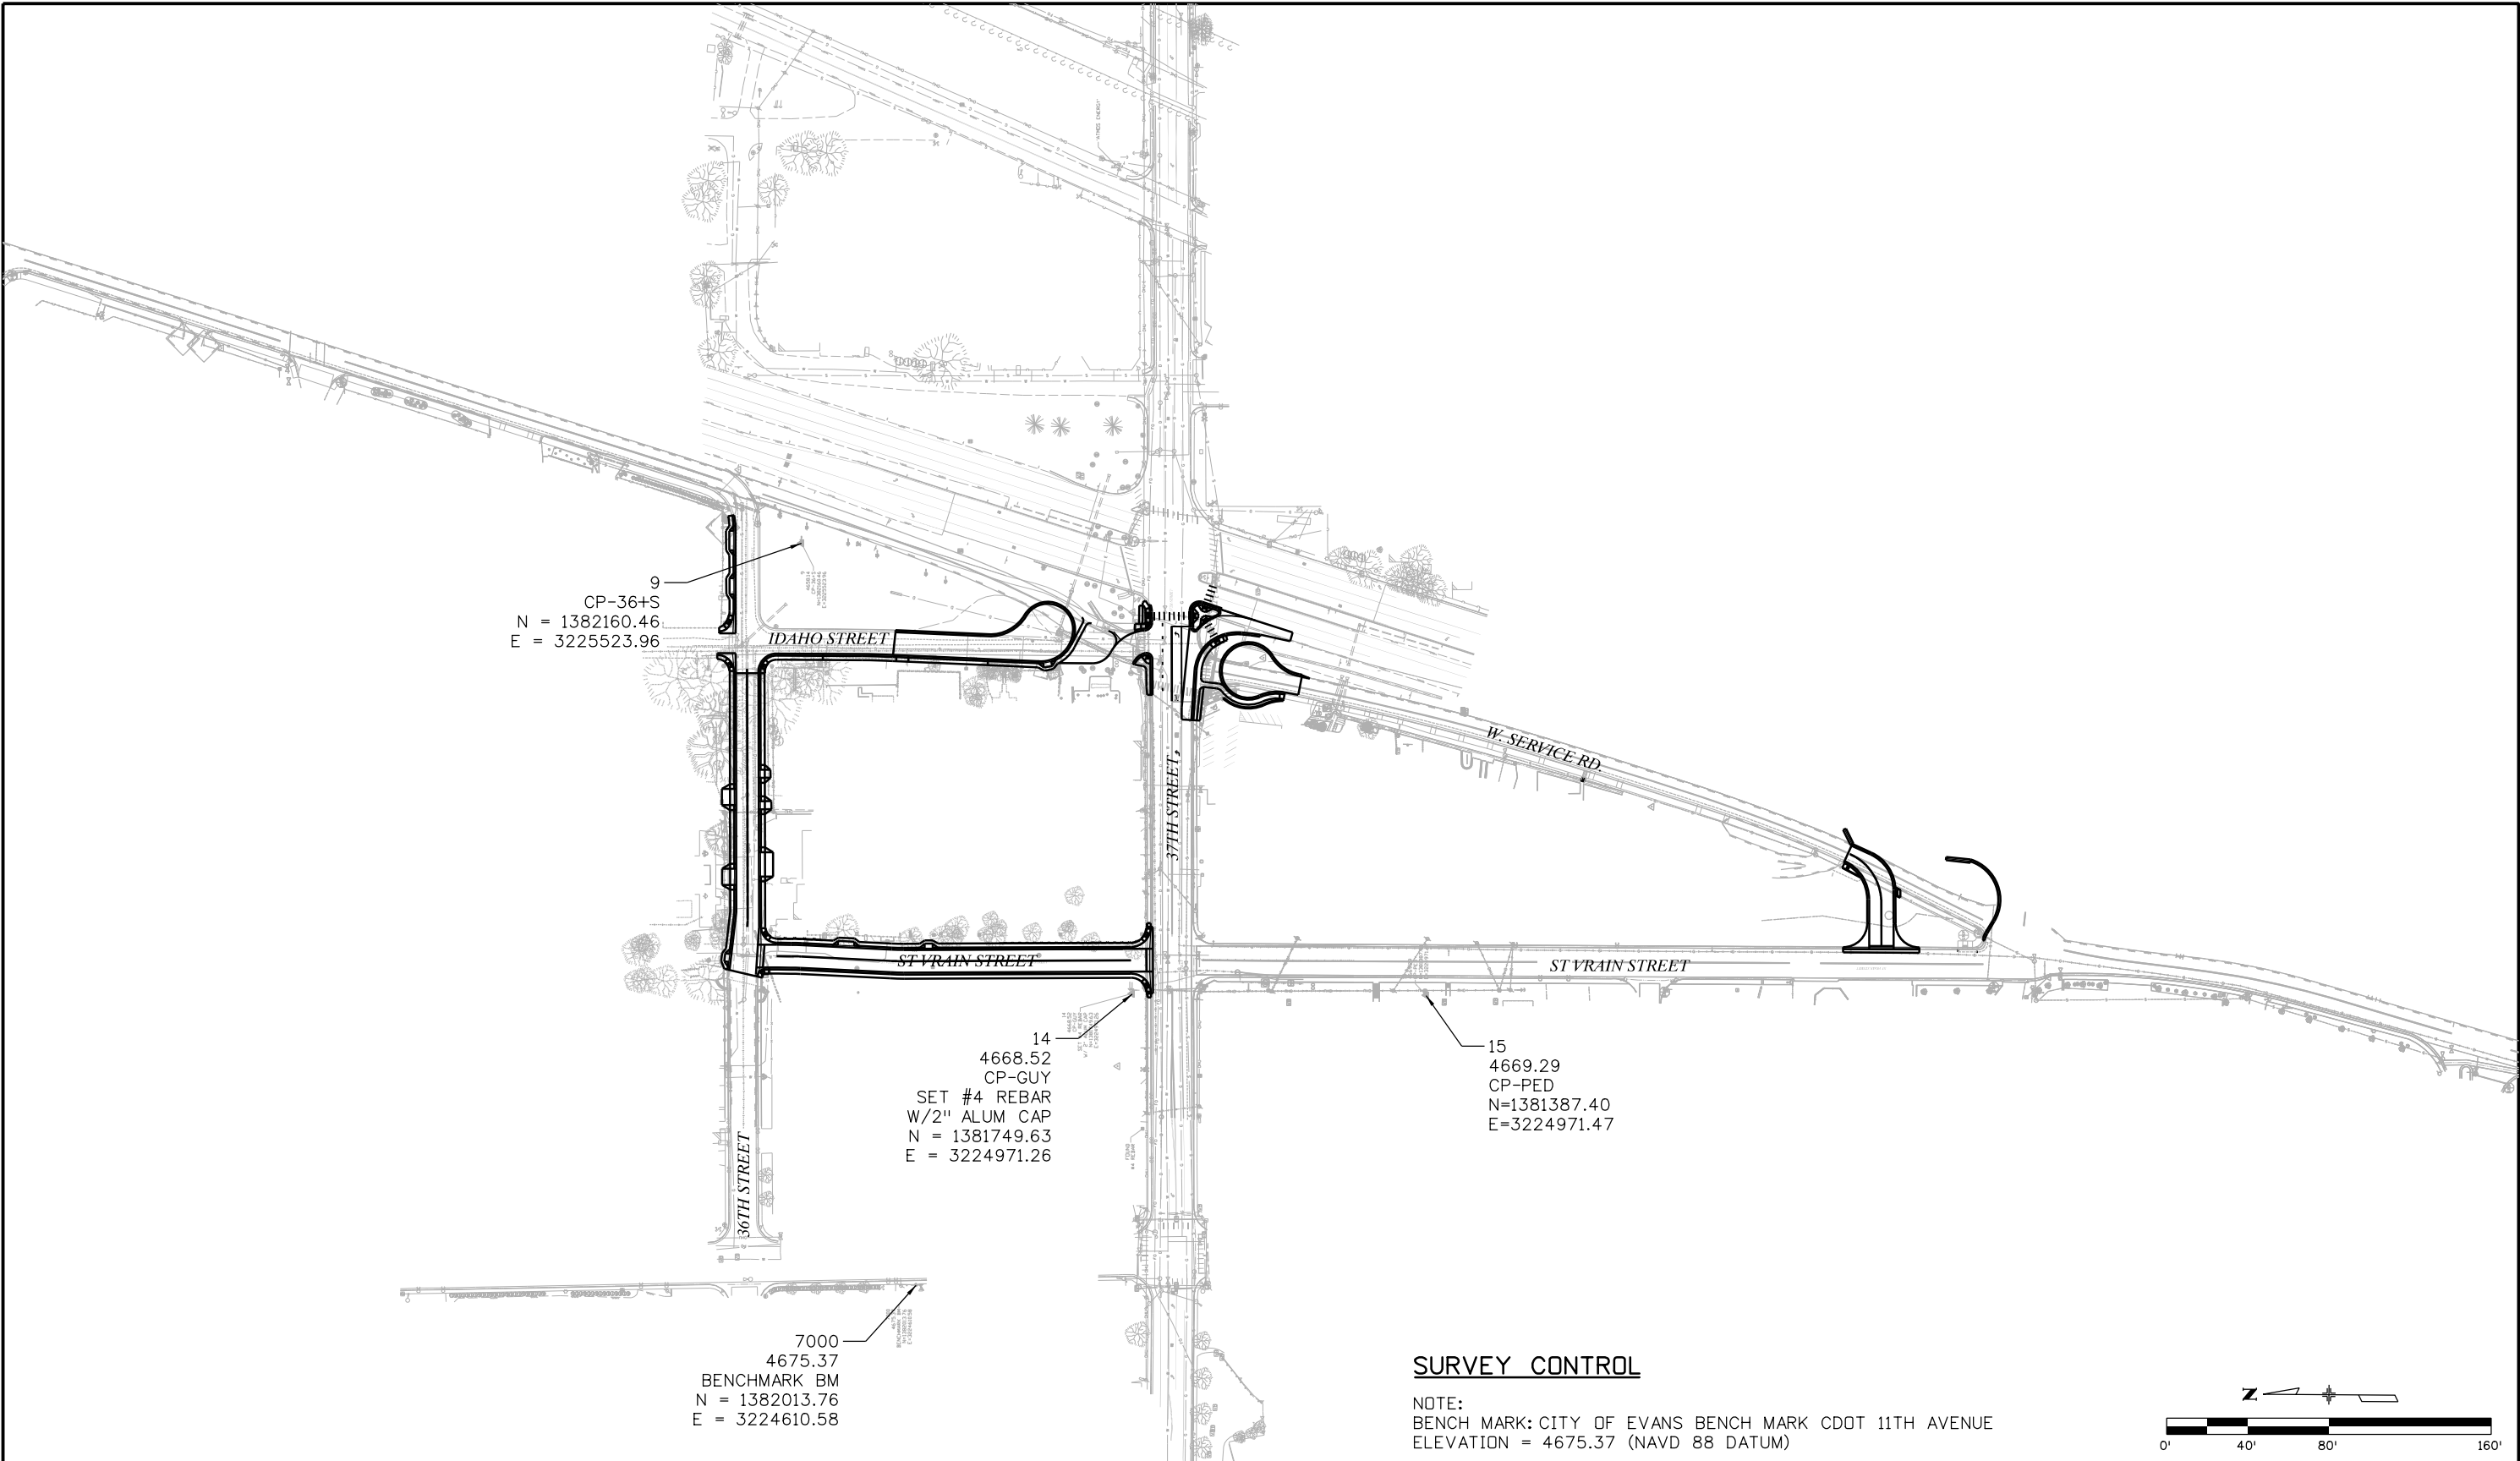 9
CP-36+S
N = 1382160.46
E = 3225523.96
IDAHO STREET
37TH STREET
W. SERVICE RD.
ST VRAIN STREET
ST VRAIN STREET
36TH STREET
14
4668.52
CP-GUY
SET #4 REBAR
W/2" ALUM CAP
N = 1381749.63
E = 3224971.26
15
4669.29
CP-PED
N=1381387.40
E=3224971.47
7000
4675.37
BENCHMARK BM
N = 1382013.76
E = 3224610.58
FOUND
#4 REBAR
SURVEY CONTROL
NOTE:
BENCH MARK: CITY OF EVANS BENCH MARK CDOT 11TH AVENUE
ELEVATION = 4675.37 (NAVD 88 DATUM)
N
0' 40' 80' 160'